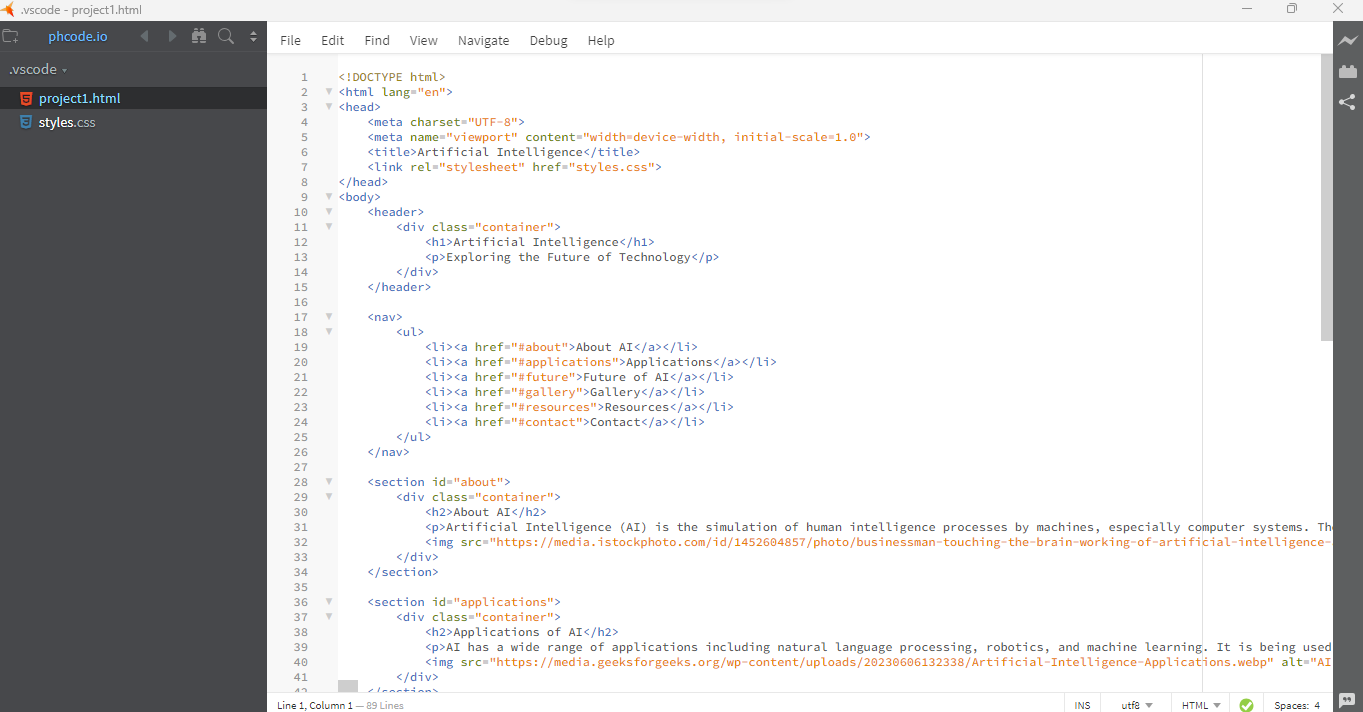 .vscode - project1.html
phcode.io
.vscode
project1.html
styles.css
File Edit Find View Navigate Debug Help
1 <!DOCTYPE html>
2 <html lang="en">
3 <head>
4 <meta charset="UTF-8">
5 <meta name="viewport" content="width=device-width, initial-scale=1.0">
6 <title>Artificial Intelligence</title>
7 <link rel="stylesheet" href="styles.css">
8 </head>
9 <body>
10 <header>
11 <div class="container">
12 <h1>Artificial Intelligence</h1>
13 <p>Exploring the Future of Technology</p>
14 </div>
15 </header>
16
17 <nav>
18 <ul>
19 <li><a href="#about">About AI</a></li>
20 <li><a href="#applications">Applications</a></li>
21 <li><a href="#future">Future of AI</a></li>
22 <li><a href="#gallery">Gallery</a></li>
23 <li><a href="#resources">Resources</a></li>
24 <li><a href="#contact">Contact</a></li>
25 </ul>
26 </nav>
27
28 <section id="about">
29 <div class="container">
30 <h2>About AI</h2>
31 <p>Artificial Intelligence (AI) is the simulation of human intelligence processes by machines, especially computer systems. Th
32 <img src="https://media.istockphoto.com/id/1452604857/photo/businessman-touching-the-brain-working-of-artificial-intelligence-
33 </div>
34 </section>
35
36 <section id="applications">
37 <div class="container">
38 <h2>Applications of AI</h2>
39 <p>AI has a wide range of applications including natural language processing, robotics, and machine learning. It is being used
40 <img src="https://media.geeksforgeeks.org/wp-content/uploads/20230606132338/Artificial-Intelligence-Applications.webp" alt="AI
41 </div>
42 </section>
Line 1, Column 1 — 89 Lines INS utf8 HTML Spaces: 4